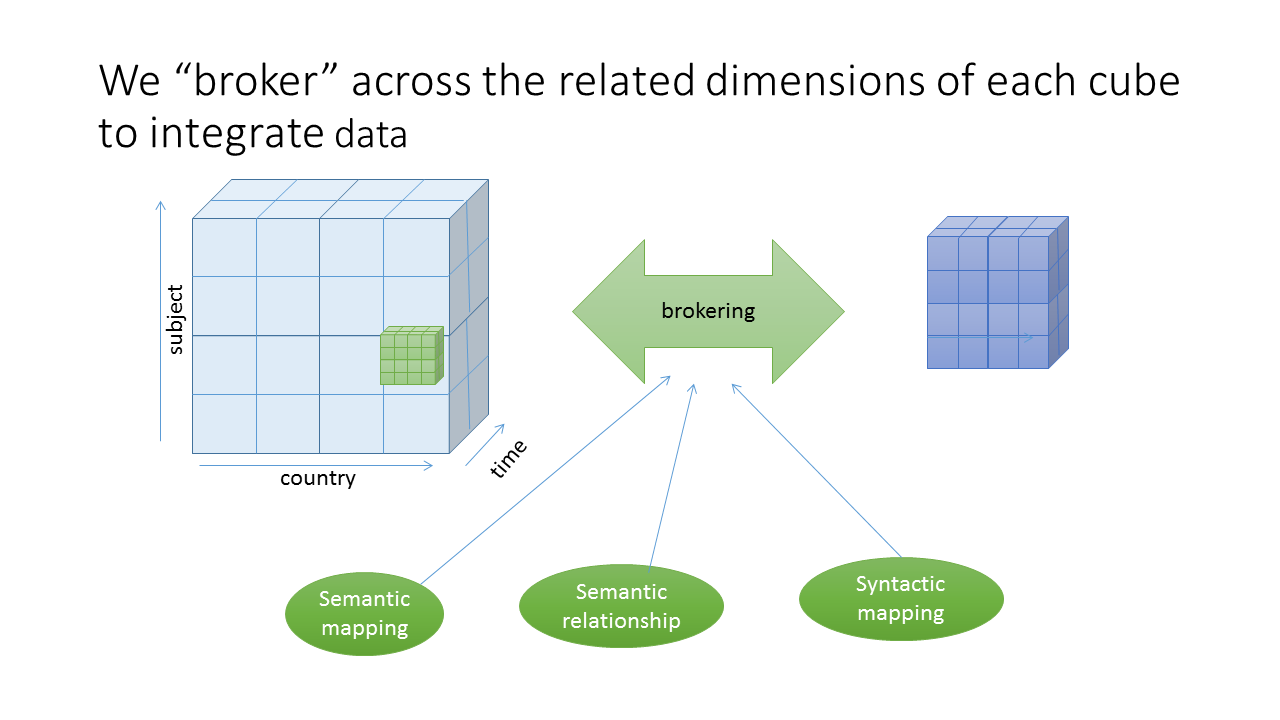 We “broker” across the related dimensions of each cube
to integrate data
subject
country
time
brokering
Semantic
mapping
Semantic
relationship
Syntactic
mapping